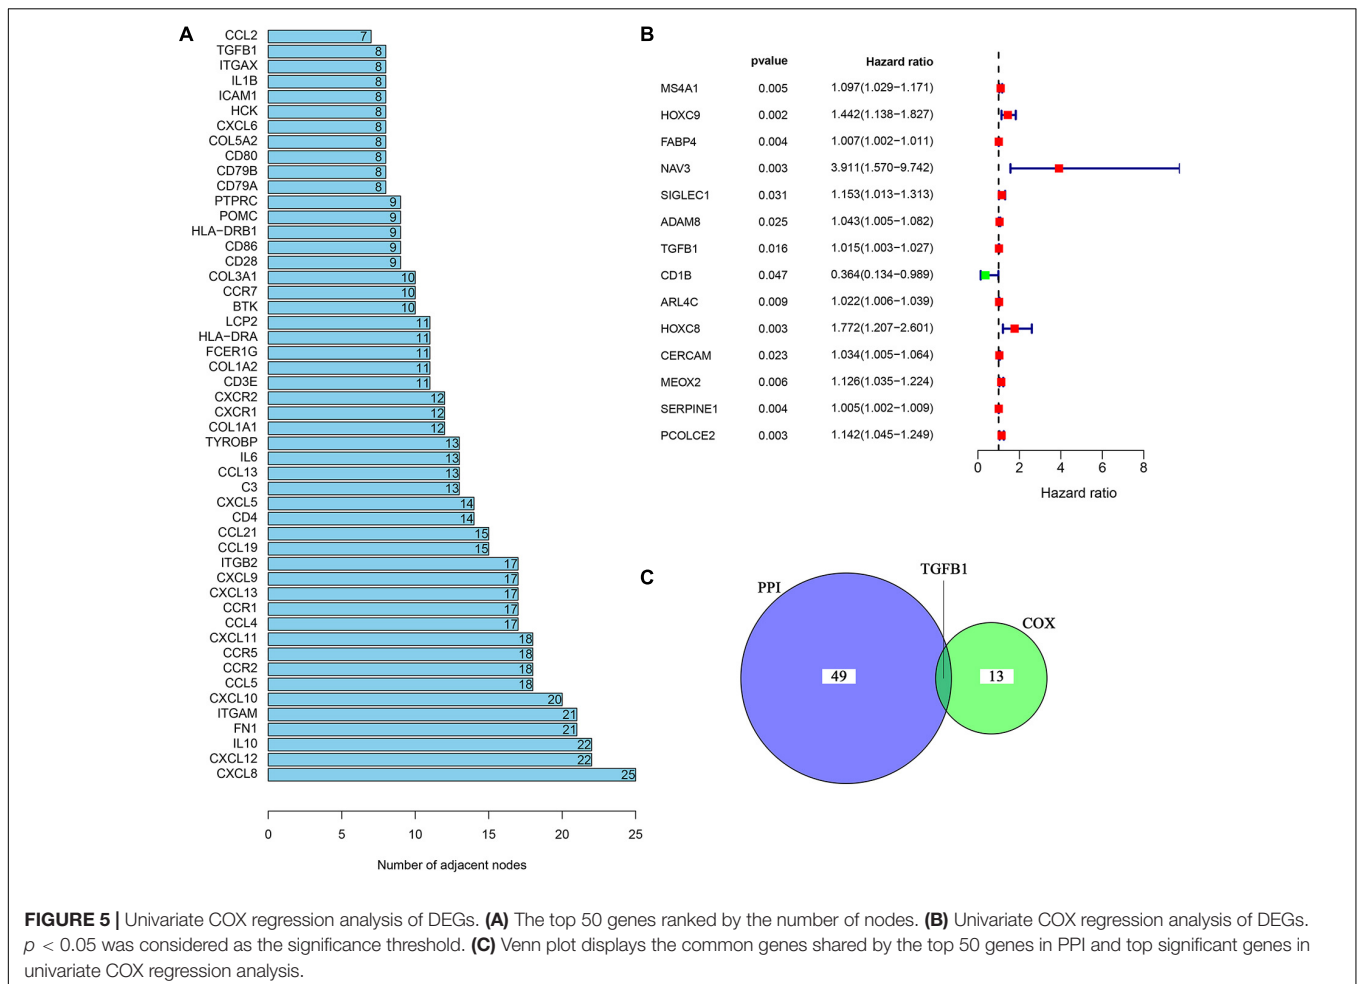 A
CCL2 7
TGFB1 8
ITGAX 8
IL1B 8
ICAM1 8
HCK 8
CXCL6 8
COL5A2 8
CD80 8
CD79B 8
CD79A 8
PTPRC 9
POMC 9
HLA−DRB1 9
CD86 9
CD28 9
COL3A1 10
CCR7 10
BTK 10
LCP2 11
HLA−DRA 11
FCER1G 11
COL1A2 11
CD3E 11
CXCR2 12
CXCR1 12
COL1A1 12
TYROBP 13
IL6 13
CCL13 13
C3 13
CXCL5 14
CD4 14
CCL21 15
CCL19 15
ITGB2 17
CXCL9 17
CXCL13 17
CCR1 17
CCL4 17
CXCL11 18
CCR5 18
CCR2 18
CCL5 18
CXCL10 20
ITGAM 21
FN1 21
IL10 22
CXCL12 22
CXCL8 25
0 5 10 15 20 25
Number of adjacent nodes
B
pvalue Hazard ratio
MS4A1 0.005 1.097(1.029−1.171)
HOXC9 0.002 1.442(1.138−1.827)
FABP4 0.004 1.007(1.002−1.011)
NAV3 0.003 3.911(1.570−9.742)
SIGLEC1 0.031 1.153(1.013−1.313)
ADAM8 0.025 1.043(1.005−1.082)
TGFB1 0.016 1.015(1.003−1.027)
CD1B 0.047 0.364(0.134−0.989)
ARL4C 0.009 1.022(1.006−1.039)
HOXC8 0.003 1.772(1.207−2.601)
CERCAM 0.023 1.034(1.005−1.064)
MEOX2 0.006 1.126(1.035−1.224)
SERPINE1 0.004 1.005(1.002−1.009)
PCOLCE2 0.003 1.142(1.045−1.249)
0 2 4 6 8
Hazard ratio
C
TGFB1
PPI
COX
49
13
FIGURE 5 | Univariate COX regression analysis of DEGs. (A) The top 50 genes ranked by the number of nodes. (B) Univariate COX regression analysis of DEGs.
p < 0.05 was considered as the significance threshold. (C) Venn plot displays the common genes shared by the top 50 genes in PPI and top significant genes in
univariate COX regression analysis.